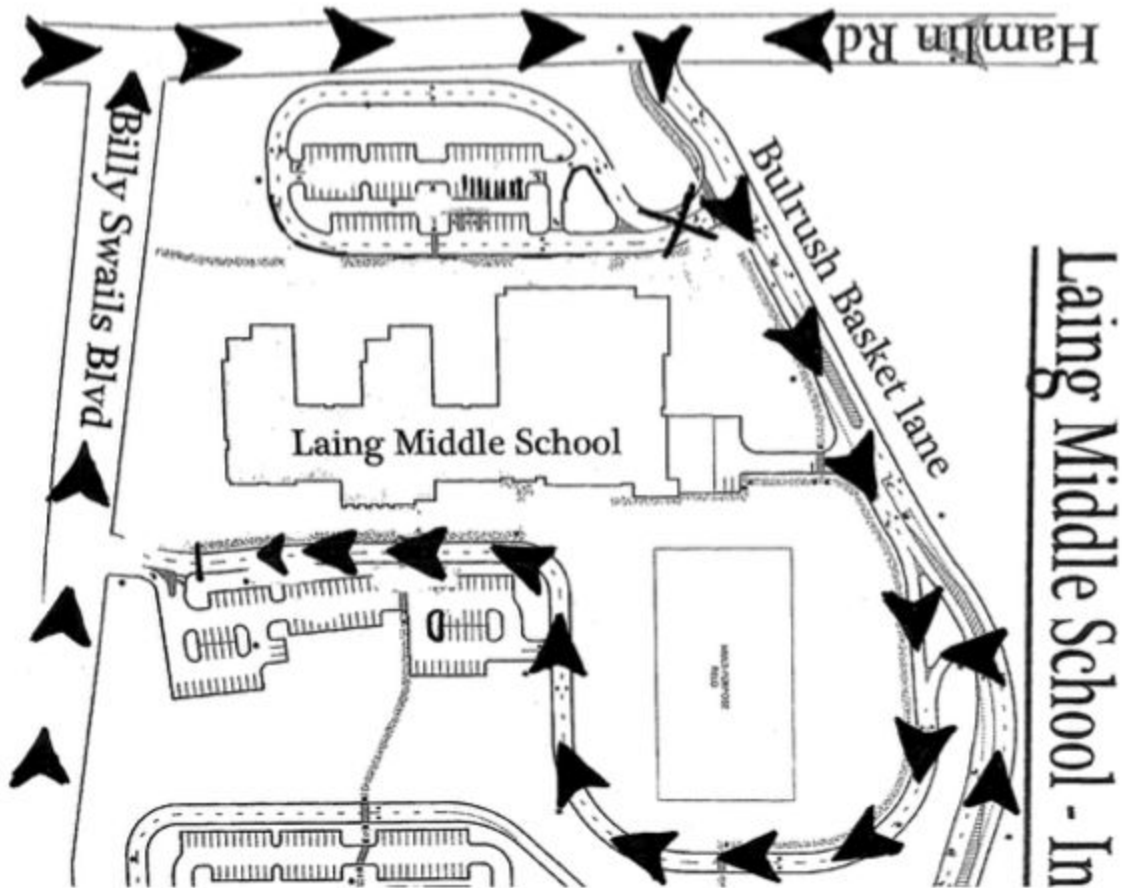 Hamlin Rd
Billy Swails Blvd
Bulrush Basket lane
Laing Middle School
Laing Middle School - In